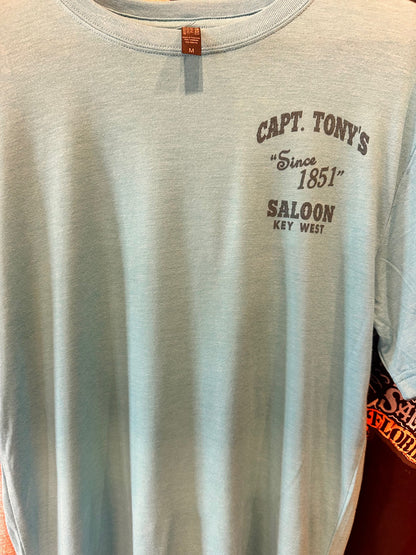 M
CAPT. TONY'S
"Since
1851"
SALOON
KEY WEST